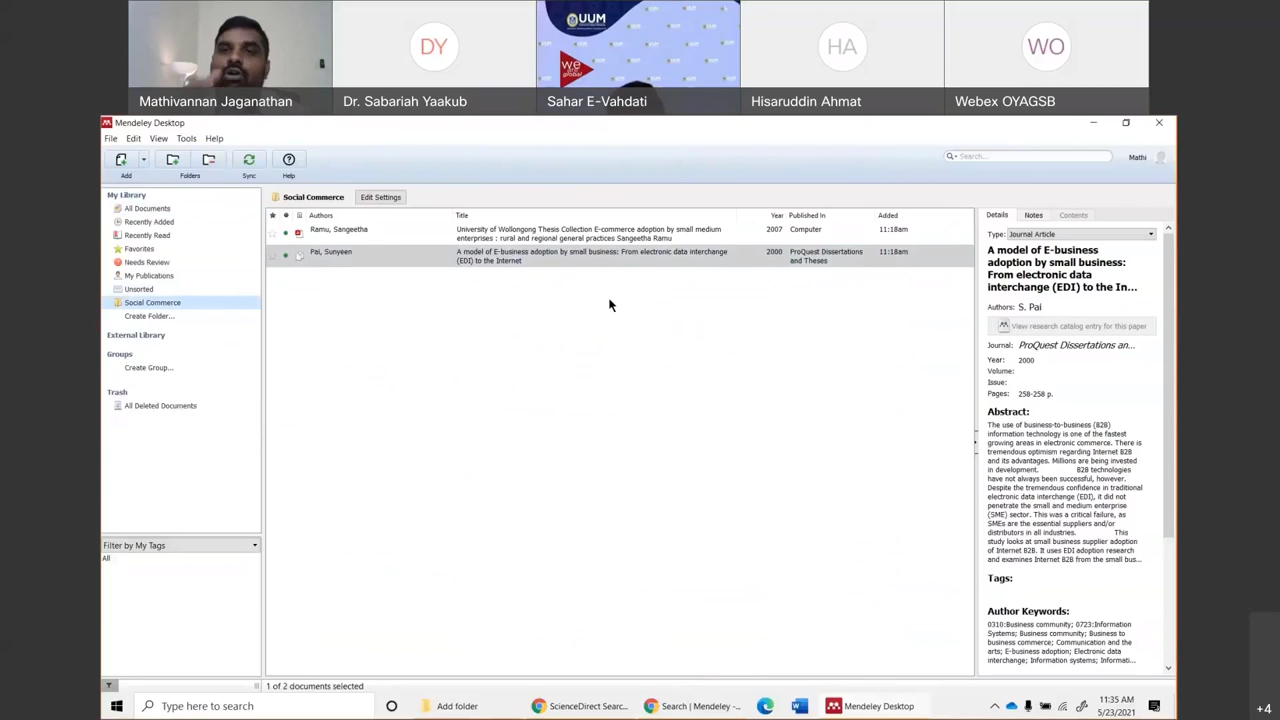 DY
UUM
we
are
global
HA
WO
Mathivannan Jaganathan
Dr. Sabariah Yaakub
Sahar E-Vahdati
Hisaruddin Ahmat
Webex OYAGSB
Mendeley Desktop
File Edit View Tools Help
Search...
Mathi
Add Folders Sync Help
My Library
All Documents
Recently Added
Recently Read
Favorites
Needs Review
My Publications
Unsorted
Social Commerce
Create Folder...
External Library
Groups
Create Group...
Trash
All Deleted Documents
Filter by My Tags
All
Social Commerce Edit Settings
Authors Title Year Published In Added
Ramu, Sangeetha University of Wollongong Thesis Collection E-commerce adoption by small medium 2007 Computer 11:18am
enterprises : rural and regional general practices Sangeetha Ramu
Pai, Sunyeen A model of E-business adoption by small business: From electronic data interchange 2000 ProQuest Dissertations 11:18am
(EDI) to the Internet and Theses
Details Notes Contents
Type: Journal Article
A model of E-business
adoption by small business:
From electronic data
interchange (EDI) to the In...
Authors: S. Pai
View research catalog entry for this paper
Journal: ProQuest Dissertations an...
Year: 2000
Volume:
Issue:
Pages: 258-258 p.
Abstract:
The use of business-to-business (B2B)
information technology is one of the fastest
growing areas in electronic commerce. There is
tremendous optimism regarding Internet B2B
and its advantages. Millions are being invested
in development. B2B technologies
have not always been successful, however.
Despite the tremendous confidence in traditional
electronic data interchange (EDI), it did not
penetrate the small and medium enterprise
(SME) sector. This was a critical failure, as
SMEs are the essential suppliers and/or
distributors in all industries. This
study looks at small business supplier adoption
of Internet B2B. It uses EDI adoption research
and examines Internet B2B from the small bus...
Tags:
Author Keywords:
0310:Business community; 0723:Information
Systems; Business community; Business to
business commerce; Communication and the
arts; E-business adoption; Electronic data
interchange; Information systems; Informati...
1 of 2 documents selected
Type here to search
Add folder
ScienceDirect Searc...
Search | Mendeley -...
Mendeley Desktop
11:35 AM
5/23/2021
+4